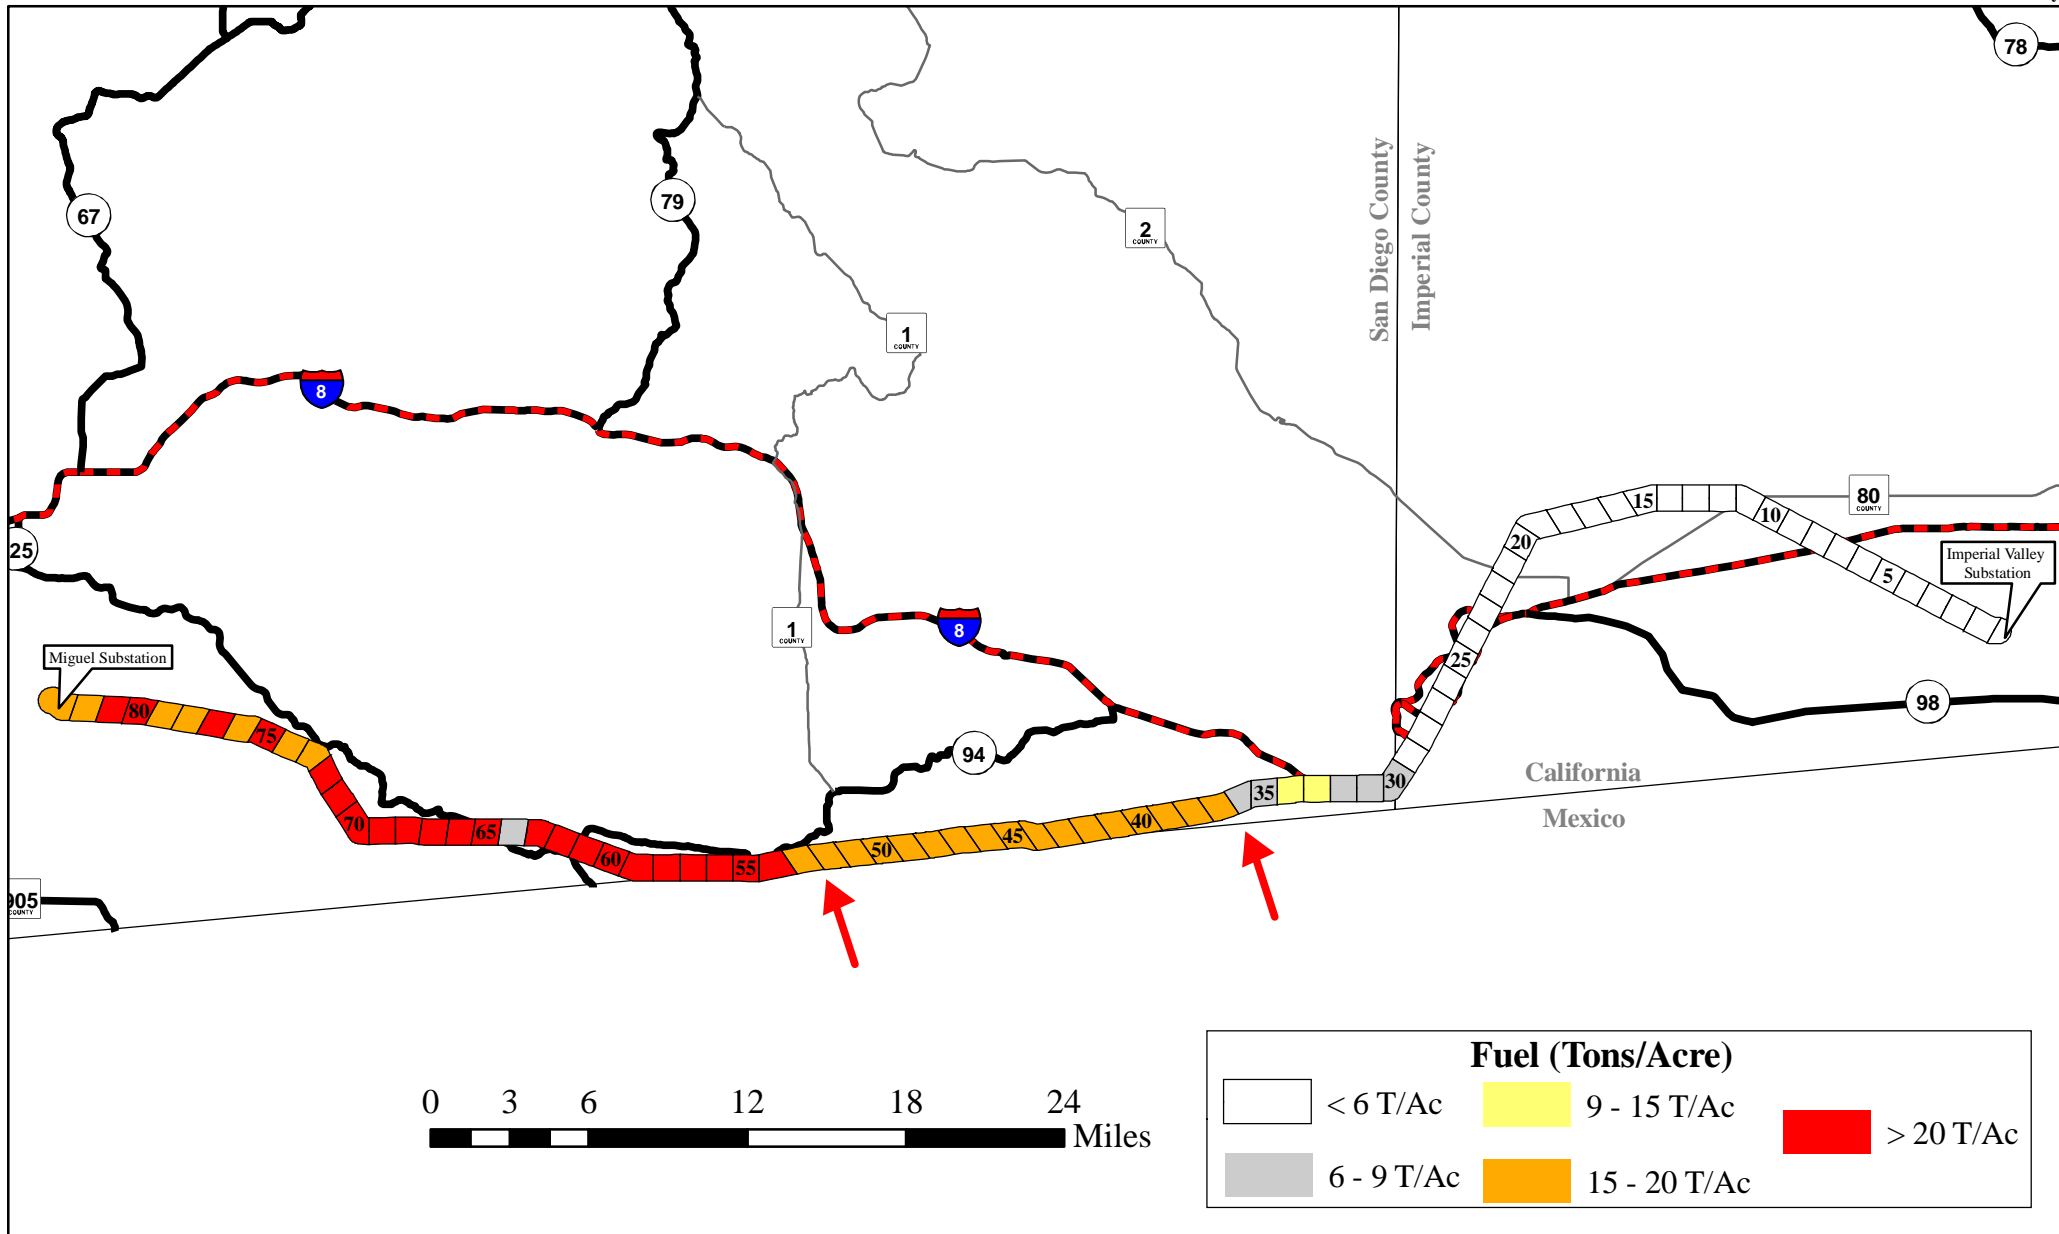 78
67
79
2
COUNTY
San Diego County
Imperial County
1
COUNTY
8
80
COUNTY
15
10
20
25
5
Imperial Valley
Substation
1
COUNTY
8
25
Miguel Substation
98
80
75
94
30
35
California
Mexico
70
65
60
55
50
45
40
905
COUNTY
Fuel (Tons/Acre)
< 6 T/Ac
9 - 15 T/Ac
> 20 T/Ac
6 - 9 T/Ac
15 - 20 T/Ac
0 3 6 12 18 24
Miles